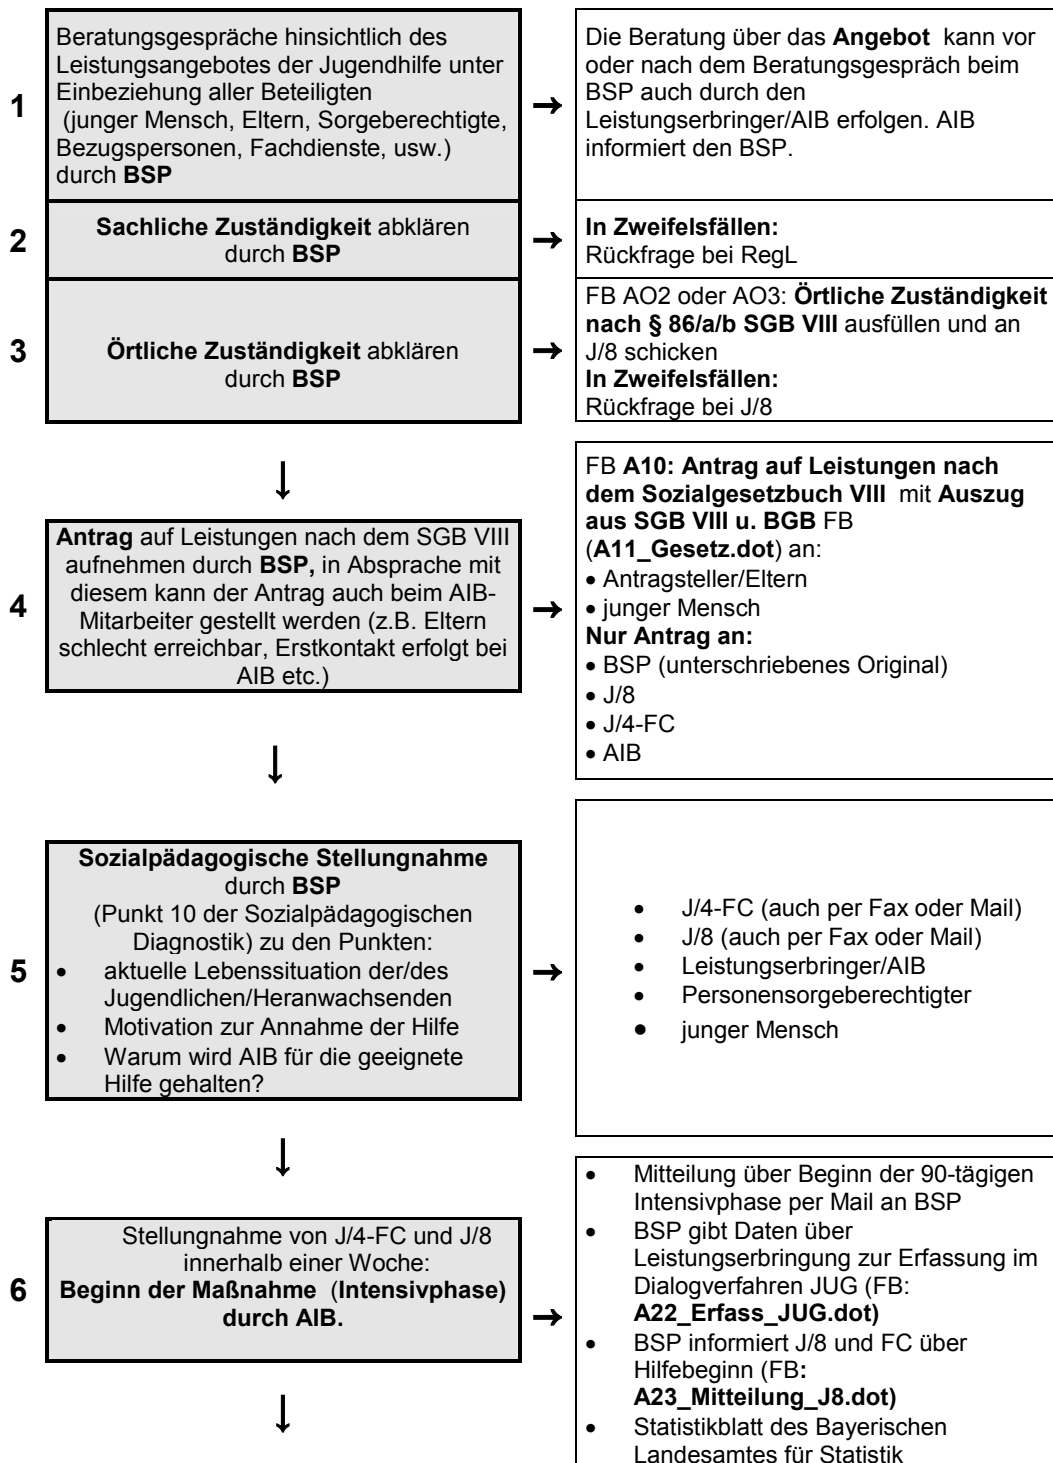 1
Beratungsgespräche hinsichtlich des
Leistungsangebotes der Jugendhilfe unter
Einbeziehung aller Beteiligten
(junger Mensch, Eltern, Sorgeberechtigte,
Bezugspersonen, Fachdienste, usw.)
durch BSP
→
Die Beratung über das Angebot kann vor
oder nach dem Beratungsgespräch beim
BSP auch durch den
Leistungserbringer/AIB erfolgen. AIB
informiert den BSP.
2
Sachliche Zuständigkeit abklären
durch BSP
→
In Zweifelsfällen:
Rückfrage bei RegL
3
Örtliche Zuständigkeit abklären
durch BSP
→
FB AO2 oder AO3: Örtliche Zuständigkeit
nach § 86/a/b SGB VIII ausfüllen und an
J/8 schicken
In Zweifelsfällen:
Rückfrage bei J/8
↓
4
Antrag auf Leistungen nach dem SGB VIII
aufnehmen durch BSP, in Absprache mit
diesem kann der Antrag auch beim AIB-
Mitarbeiter gestellt werden (z.B. Eltern
schlecht erreichbar, Erstkontakt erfolgt bei
AIB etc.)
→
FB A10: Antrag auf Leistungen nach
dem Sozialgesetzbuch VIII mit Auszug
aus SGB VIII u. BGB FB
(A11_Gesetz.dot) an:
• Antragsteller/Eltern
• junger Mensch
Nur Antrag an:
• BSP (unterschriebenes Original)
• J/8
• J/4-FC
• AIB
↓
5
Sozialpädagogische Stellungnahme
durch BSP
(Punkt 10 der Sozialpädagogischen
Diagnostik) zu den Punkten:
• aktuelle Lebenssituation der/des
Jugendlichen/Heranwachsenden
• Motivation zur Annahme der Hilfe
• Warum wird AIB für die geeignete
Hilfe gehalten?
→
• J/4-FC (auch per Fax oder Mail)
• J/8 (auch per Fax oder Mail)
• Leistungserbringer/AIB
• Personensorgeberechtigter
• junger Mensch
↓
6
Stellungnahme von J/4-FC und J/8
innerhalb einer Woche:
Beginn der Maßnahme (Intensivphase)
durch AIB.
→
• Mitteilung über Beginn der 90-tägigen
Intensivphase per Mail an BSP
• BSP gibt Daten über
Leistungserbringung zur Erfassung im
Dialogverfahren JUG (FB:
A22_Erfass_JUG.dot)
• BSP informiert J/8 und FC über
Hilfebeginn (FB:
A23_Mitteilung_J8.dot)
• Statistikblatt des Bayerischen
Landesamtes für Statistik
↓